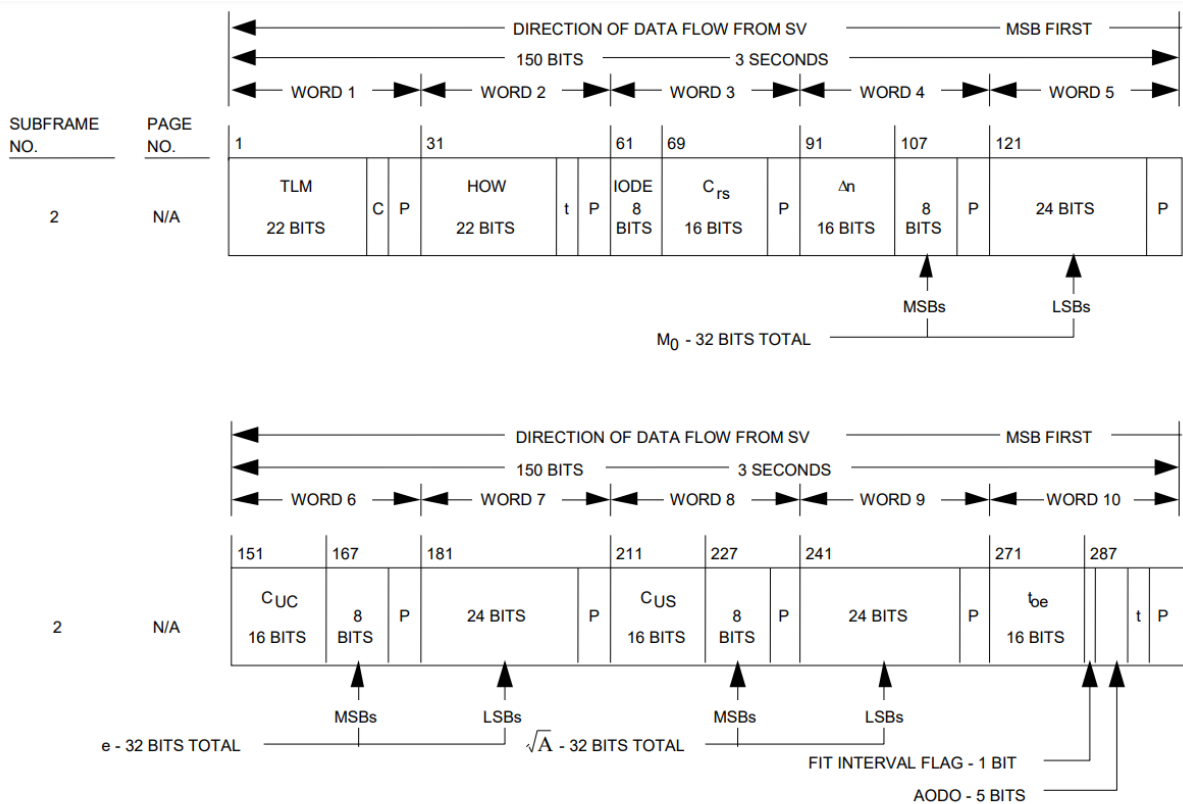 DIRECTION OF DATA FLOW FROM SV MSB FIRST
150 BITS 3 SECONDS
WORD 1 WORD 2 WORD 3 WORD 4 WORD 5
SUBFRAME PAGE
NO. NO.
1 31 61 69 91 107 121
TLM HOW IODE Crs Δn
2 N/A 22 BITS C P 22 BITS t P 8 BITS 16 BITS P 16 BITS 8 BITS P 24 BITS P
MSBs LSBs
M0 - 32 BITS TOTAL
DIRECTION OF DATA FLOW FROM SV MSB FIRST
150 BITS 3 SECONDS
WORD 6 WORD 7 WORD 8 WORD 9 WORD 10
151 167 181 211 227 241 271 287
CUC CUS toe
2 N/A 16 BITS 8 BITS P 24 BITS P 16 BITS 8 BITS P 24 BITS P 16 BITS t P
MSBs LSBs MSBs LSBs
e - 32 BITS TOTAL √A - 32 BITS TOTAL
FIT INTERVAL FLAG - 1 BIT
AODO - 5 BITS